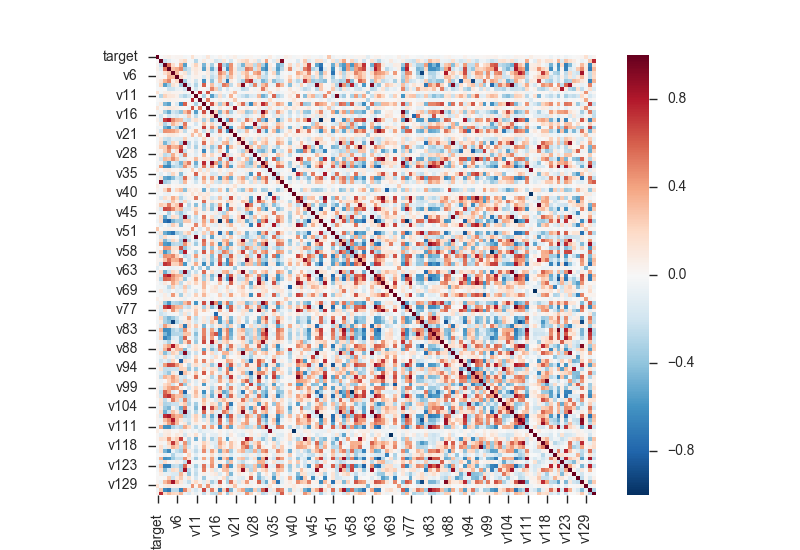 target
v6
v11
v16
v21
v28
v35
v40
v45
v51
v58
v63
v69
v77
v83
v88
v94
v99
v104
v111
v118
v123
v129
target
v6
v11
v16
v21
v28
v35
v40
v45
v51
v58
v63
v69
v77
v83
v88
v94
v99
v104
v111
v118
v123
v129
0.8
0.4
0.0
−0.4
−0.8